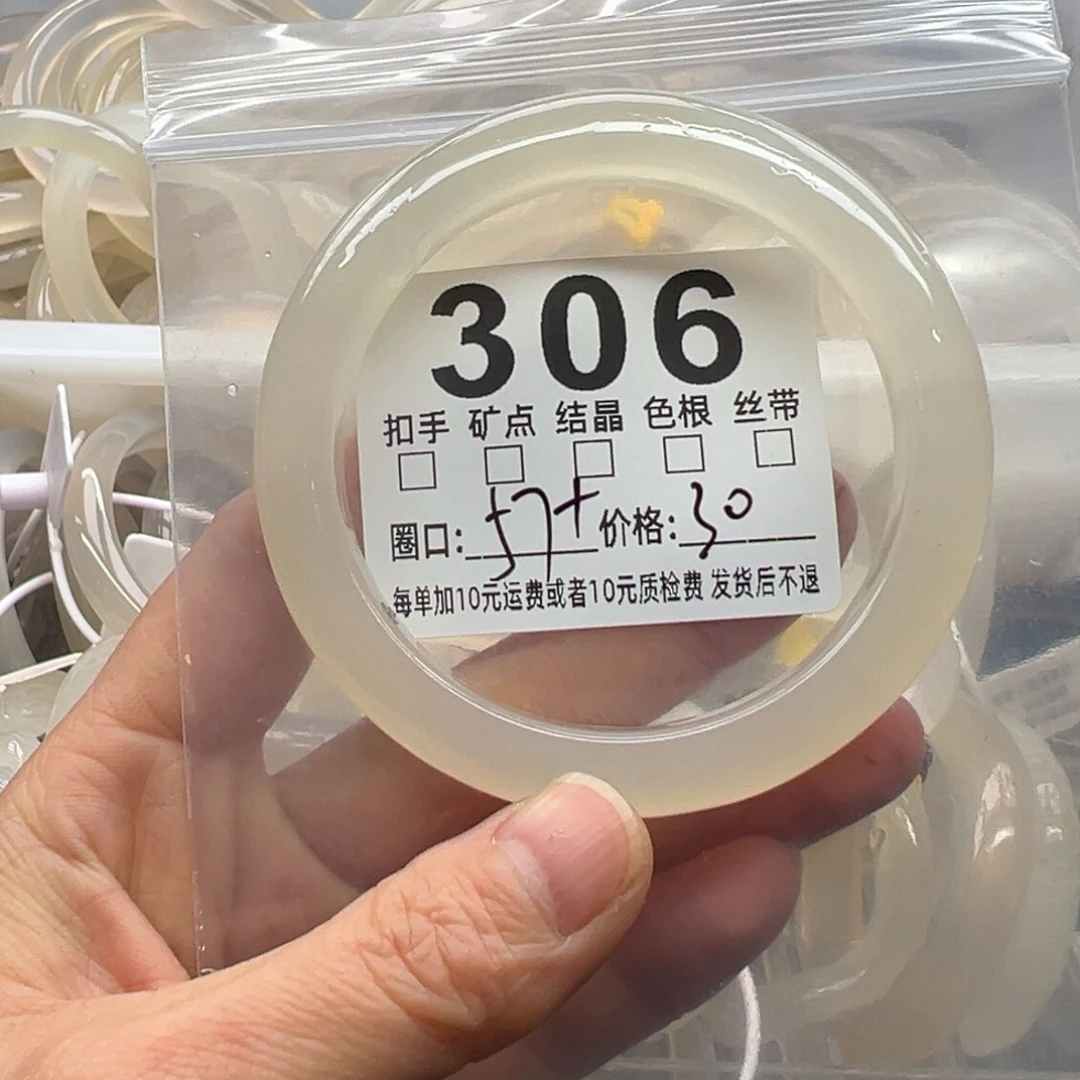 306
扣手 矿点 结晶 色根 丝带
□ □ □ □ □
圈口: 57+ 价格: 30
每单加10元运费或者10元质检费 发货后不退